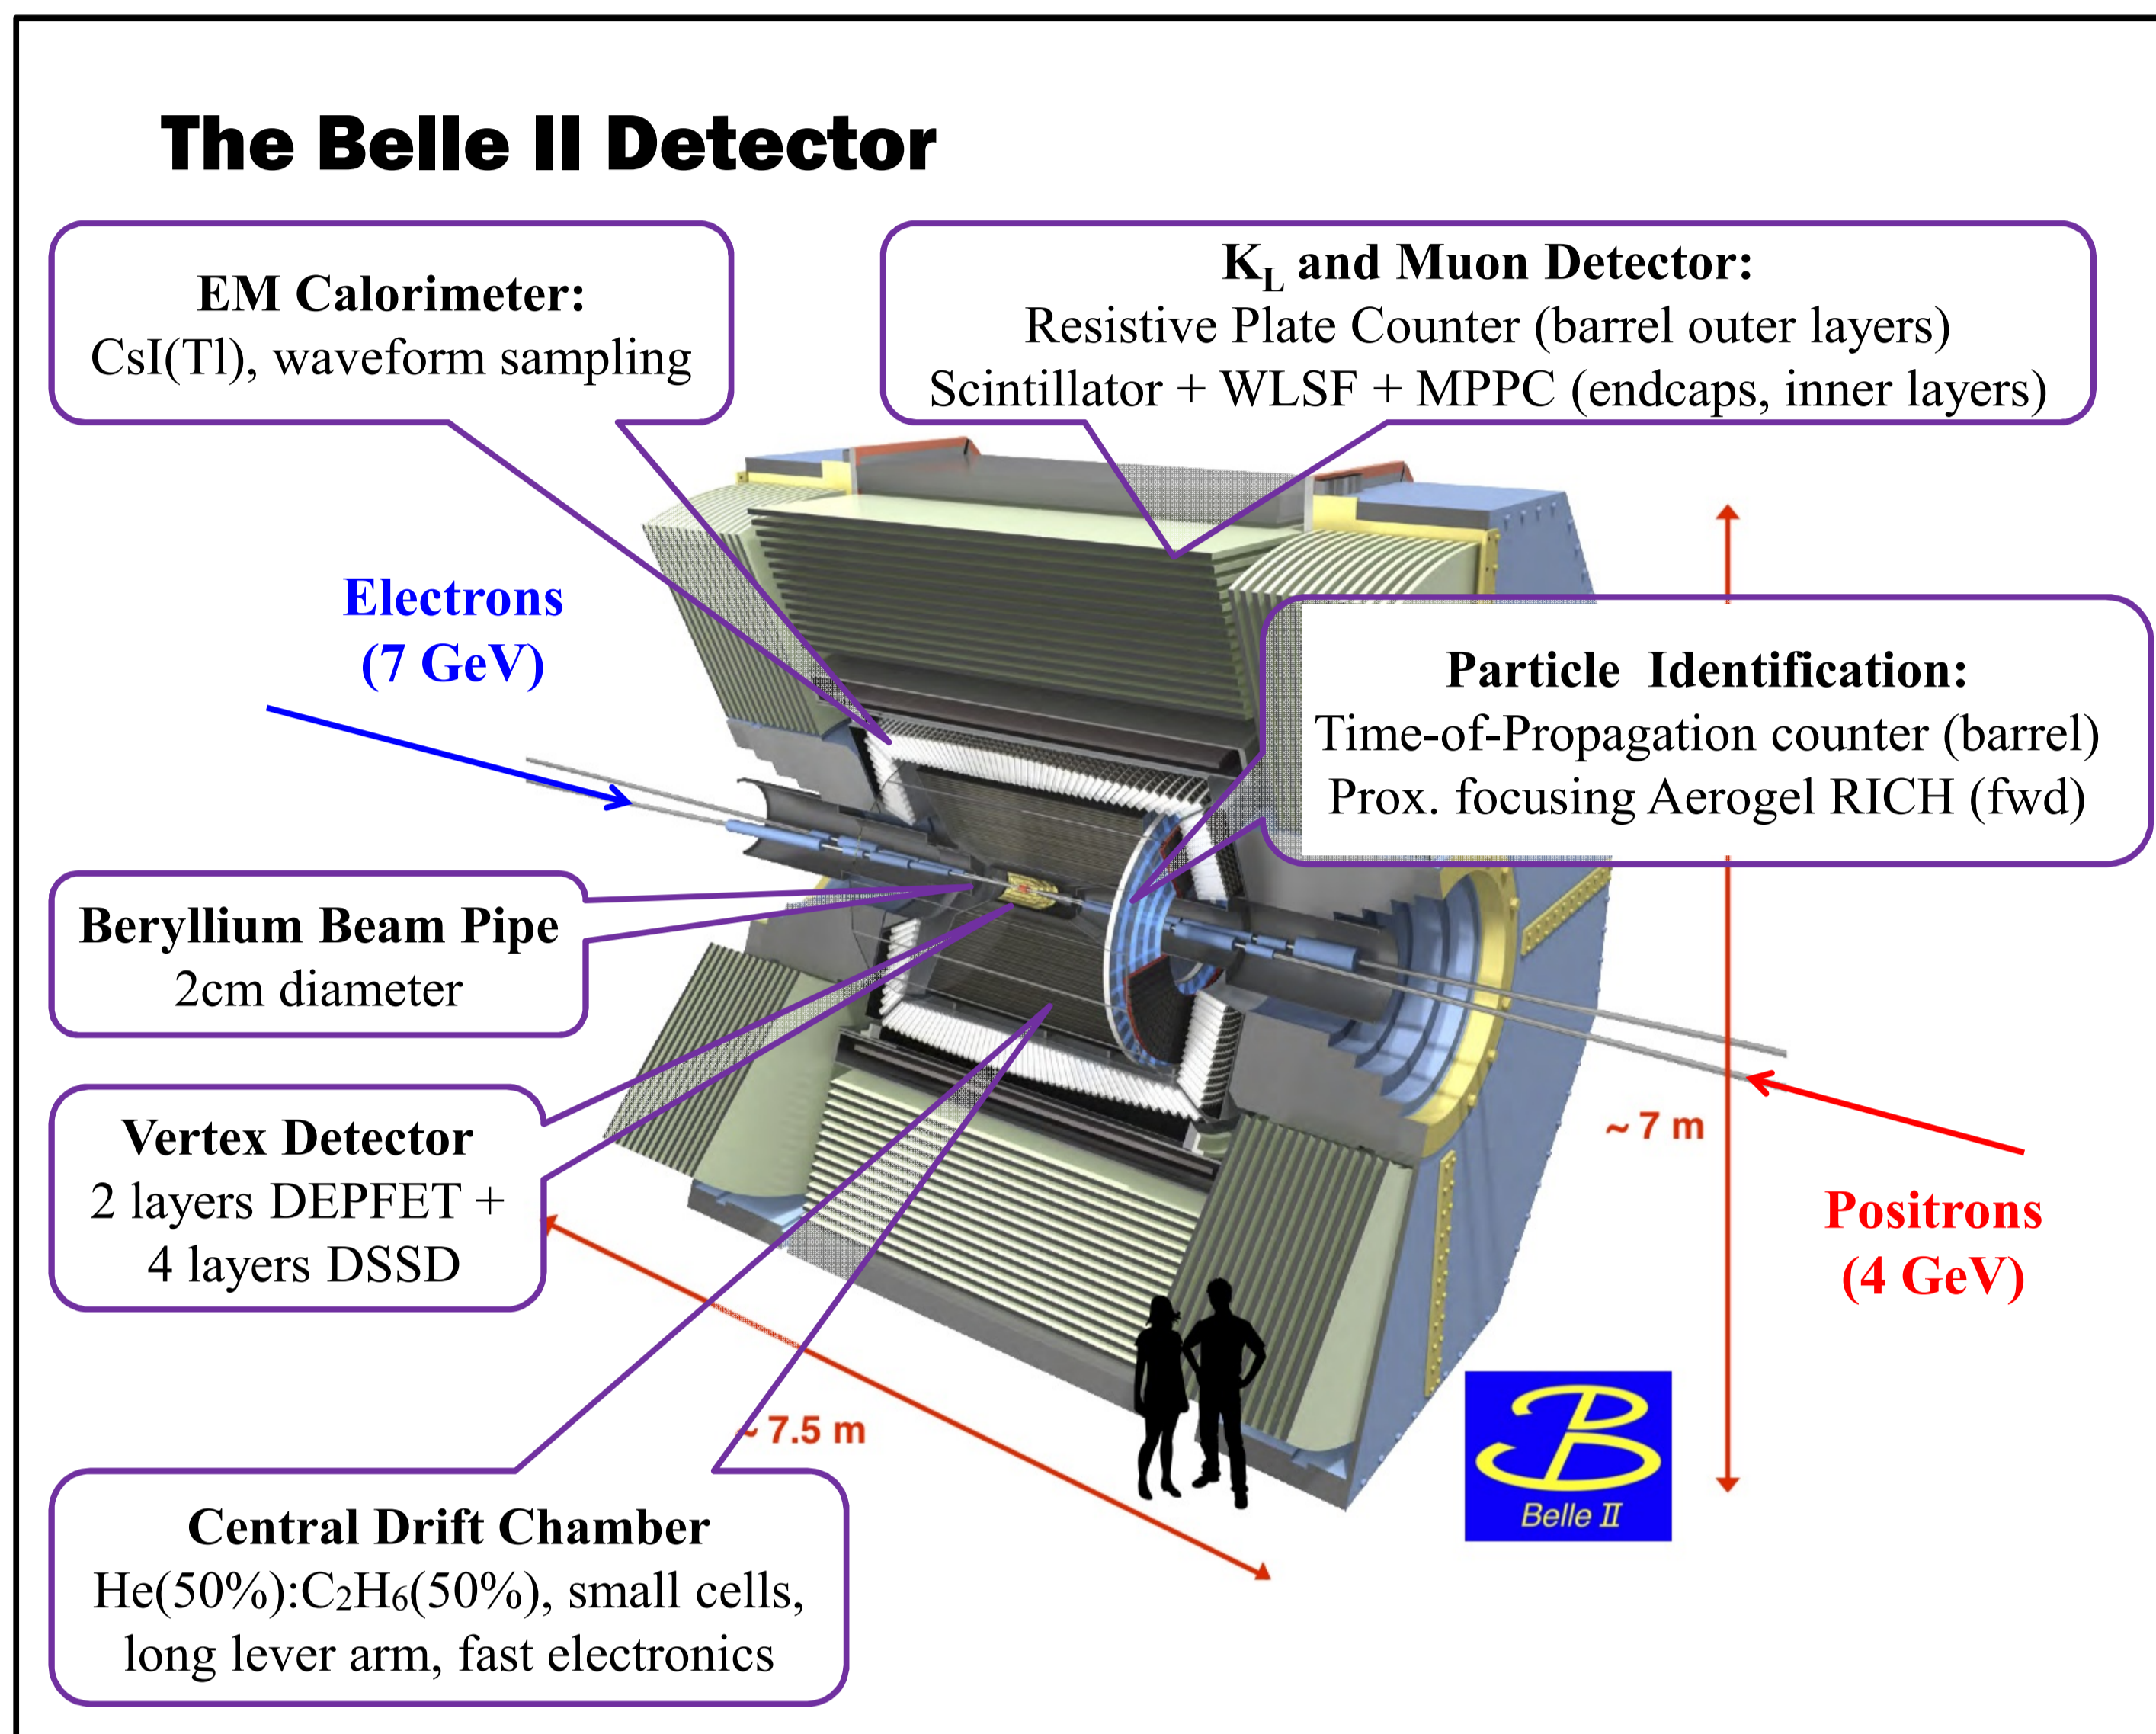 The Belle II Detector
EM Calorimeter:
CsI(Tl), waveform sampling
K_L and Muon Detector:
Resistive Plate Counter (barrel outer layers)
Scintillator + WLSF + MPPC (endcaps, inner layers)
Electrons
(7 GeV)
Particle Identification:
Time-of-Propagation counter (barrel)
Prox. focusing Aerogel RICH (fwd)
Beryllium Beam Pipe
2cm diameter
Vertex Detector
2 layers DEPFET +
4 layers DSSD
~ 7 m
Positrons
(4 GeV)
~ 7.5 m
Central Drift Chamber
He(50%):C₂H₆(50%), small cells,
long lever arm, fast electronics
B
Belle II